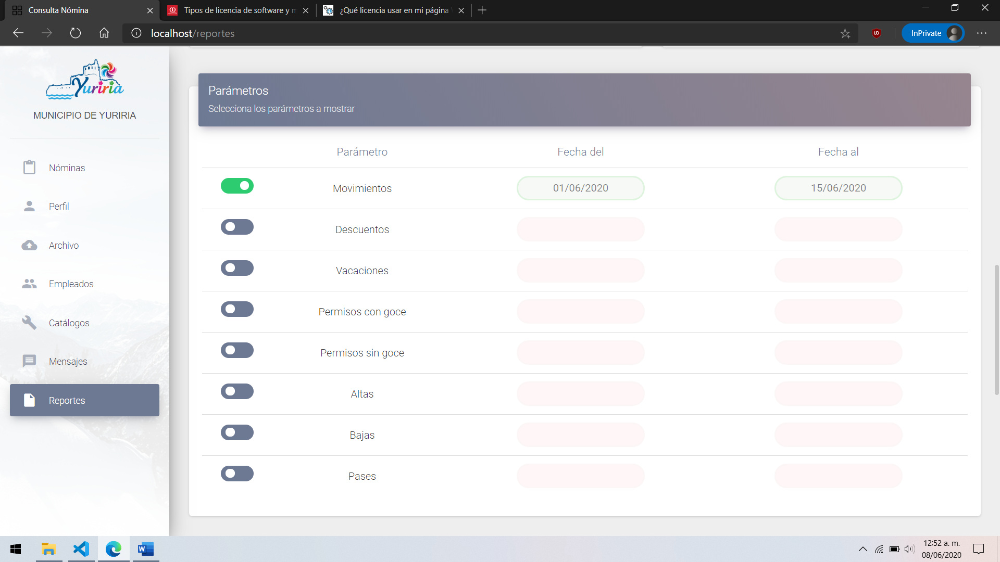 Consulta Nómina
Tipos de licencia de software y m
¿Qué licencia usar en mi página
localhost/reportes
InPrivate
Yuriria
MUNICIPIO DE YURIRIA
Nóminas
Perfil
Archivo
Empleados
Catálogos
Mensajes
Reportes
Parámetros
Selecciona los parámetros a mostrar
Parámetro Fecha del Fecha al
Movimientos 01/06/2020 15/06/2020
Descuentos
Vacaciones
Permisos con goce
Permisos sin goce
Altas
Bajas
Pases
12:52 a. m.
08/06/2020